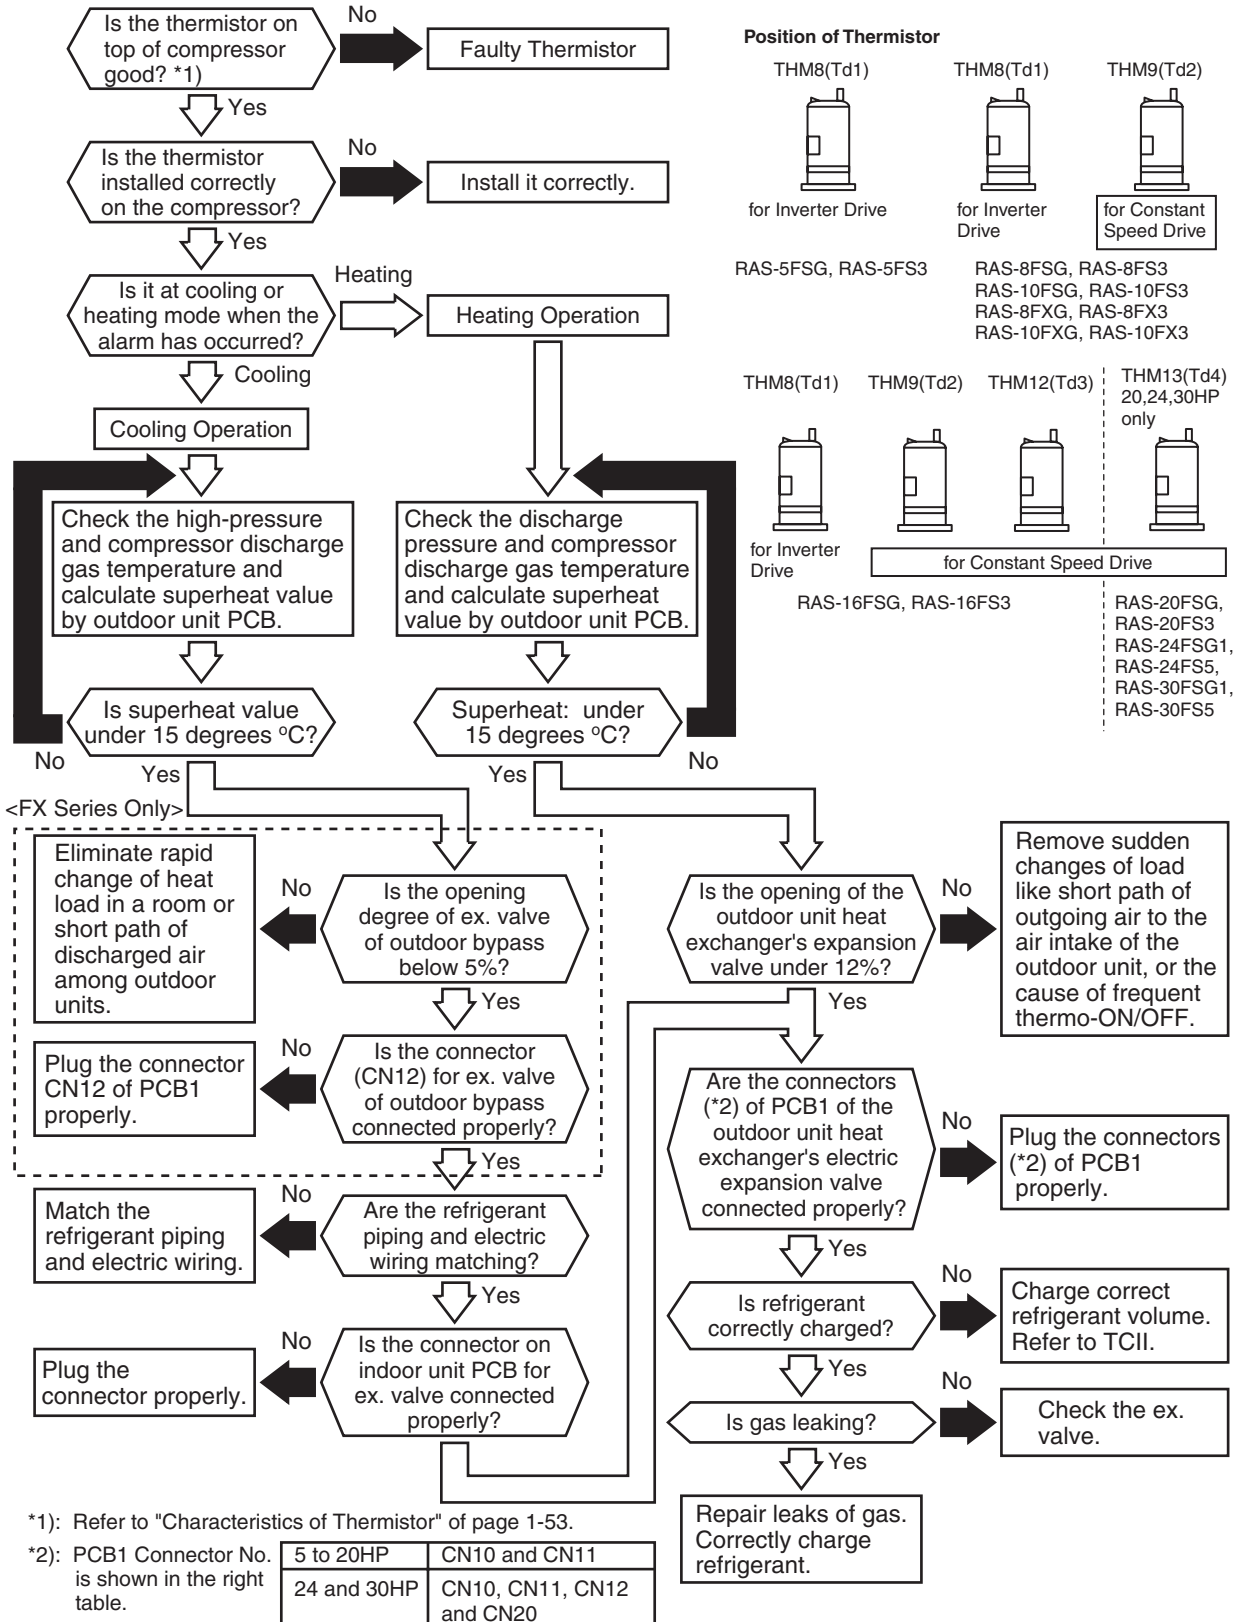 Is the thermistor on
top of compressor
good? *1)
No
Faulty Thermistor
Yes
Is the thermistor
installed correctly
on the compressor?
No
Install it correctly.
Yes
Is it at cooling or
heating mode when the
alarm has occurred?
Heating
Heating Operation
Cooling
Cooling Operation
Check the high-pressure
and compressor discharge
gas temperature and
calculate superheat value
by outdoor unit PCB.
Check the discharge
pressure and compressor
discharge gas temperature
and calculate superheat
value by outdoor unit PCB.
Is superheat value
under 15 degrees ºC?
No
Yes
Superheat: under
15 degrees ºC?
Yes
No
Position of Thermistor
THM8(Td1)
THM8(Td1)
THM9(Td2)
for Inverter Drive
for Inverter
Drive
for Constant
Speed Drive
RAS-5FSG, RAS-5FS3
RAS-8FSG, RAS-8FS3
RAS-10FSG, RAS-10FS3
RAS-8FXG, RAS-8FX3
RAS-10FXG, RAS-10FX3
THM8(Td1)
THM9(Td2)
THM12(Td3)
THM13(Td4)
20,24,30HP
only
for Inverter
Drive
for Constant Speed Drive
RAS-16FSG, RAS-16FS3
RAS-20FSG,
RAS-20FS3
RAS-24FSG1,
RAS-24FS5,
RAS-30FSG1,
RAS-30FS5
<FX Series Only>
Eliminate rapid
change of heat
load in a room or
short path of
discharged air
among outdoor
units.
No
Is the opening
degree of ex. valve
of outdoor bypass
below 5%?
Yes
Plug the connector
CN12 of PCB1
properly.
No
Is the connector
(CN12) for ex. valve
of outdoor bypass
connected properly?
Yes
Match the
refrigerant piping
and electric wiring.
No
Are the refrigerant
piping and electric
wiring matching?
Yes
Plug the
connector properly.
No
Is the connector on
indoor unit PCB for
ex. valve connected
properly?
Is the opening of the
outdoor unit heat
exchanger's expansion
valve under 12%?
No
Remove sudden
changes of load
like short path of
outgoing air to the
air intake of the
outdoor unit, or the
cause of frequent
thermo-ON/OFF.
Yes
Are the connectors
(*2) of PCB1 of the
outdoor unit heat
exchanger's electric
expansion valve
connected properly?
No
Plug the connectors
(*2) of PCB1
properly.
Yes
Is refrigerant
correctly charged?
No
Charge correct
refrigerant volume.
Refer to TCII.
Yes
Is gas leaking?
No
Check the ex.
valve.
Yes
Repair leaks of gas.
Correctly charge
refrigerant.
*1): Refer to "Characteristics of Thermistor" of page 1-53.
*2): PCB1 Connector No.
is shown in the right
table.
5 to 20HP
CN10 and CN11
24 and 30HP
CN10, CN11, CN12
and CN20